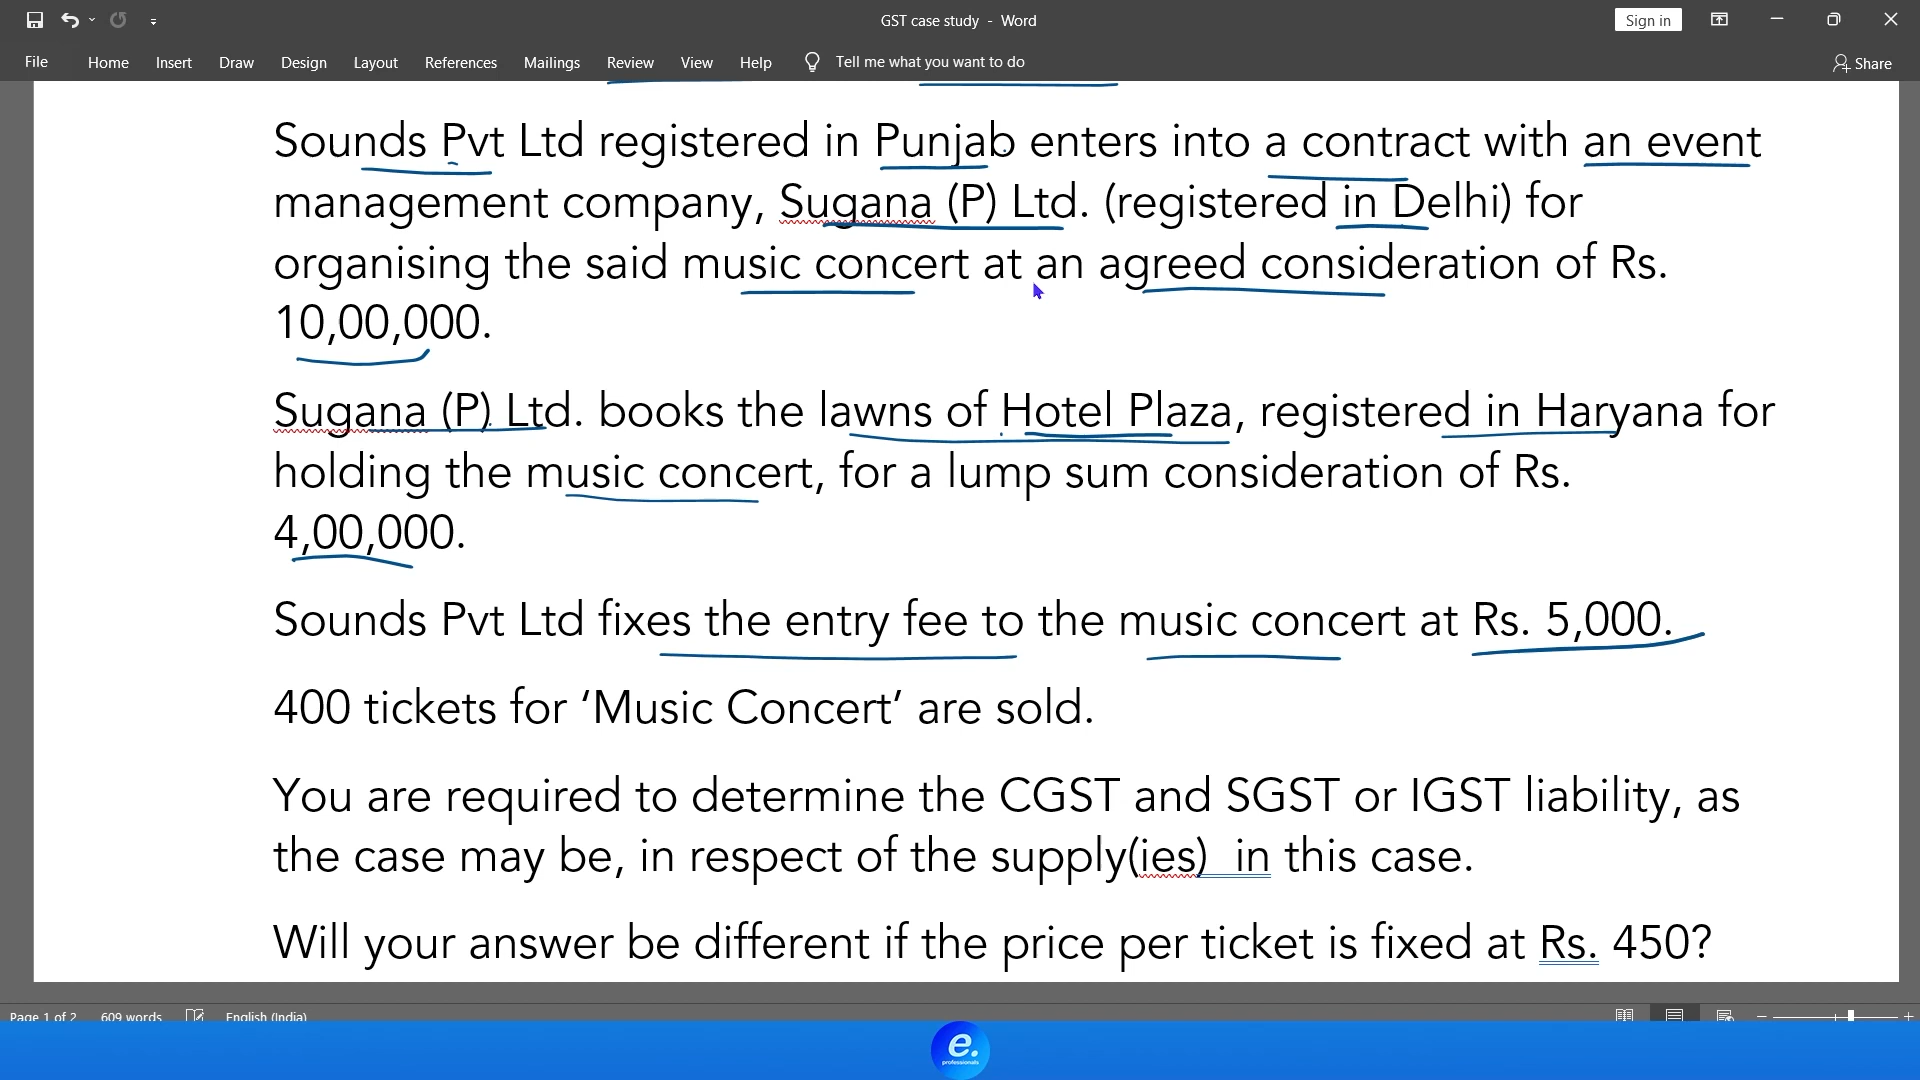 GST case study - Word
Sign in
File Home Insert Draw Design Layout References Mailings Review View Help Tell me what you want to do Share
Sounds Pvt Ltd registered in Punjab enters into a contract with an event
management company, Sugana (P) Ltd. (registered in Delhi) for
organising the said music concert at an agreed consideration of Rs.
10,00,000.
Sugana (P) Ltd. books the lawns of Hotel Plaza, registered in Haryana for
holding the music concert, for a lump sum consideration of Rs.
4,00,000.
Sounds Pvt Ltd fixes the entry fee to the music concert at Rs. 5,000.
400 tickets for ‘Music Concert’ are sold.
You are required to determine the CGST and SGST or IGST liability, as
the case may be, in respect of the supply(ies) in this case.
Will your answer be different if the price per ticket is fixed at Rs. 450?
Page 1 of 2 609 words English (India)
e.
professionals